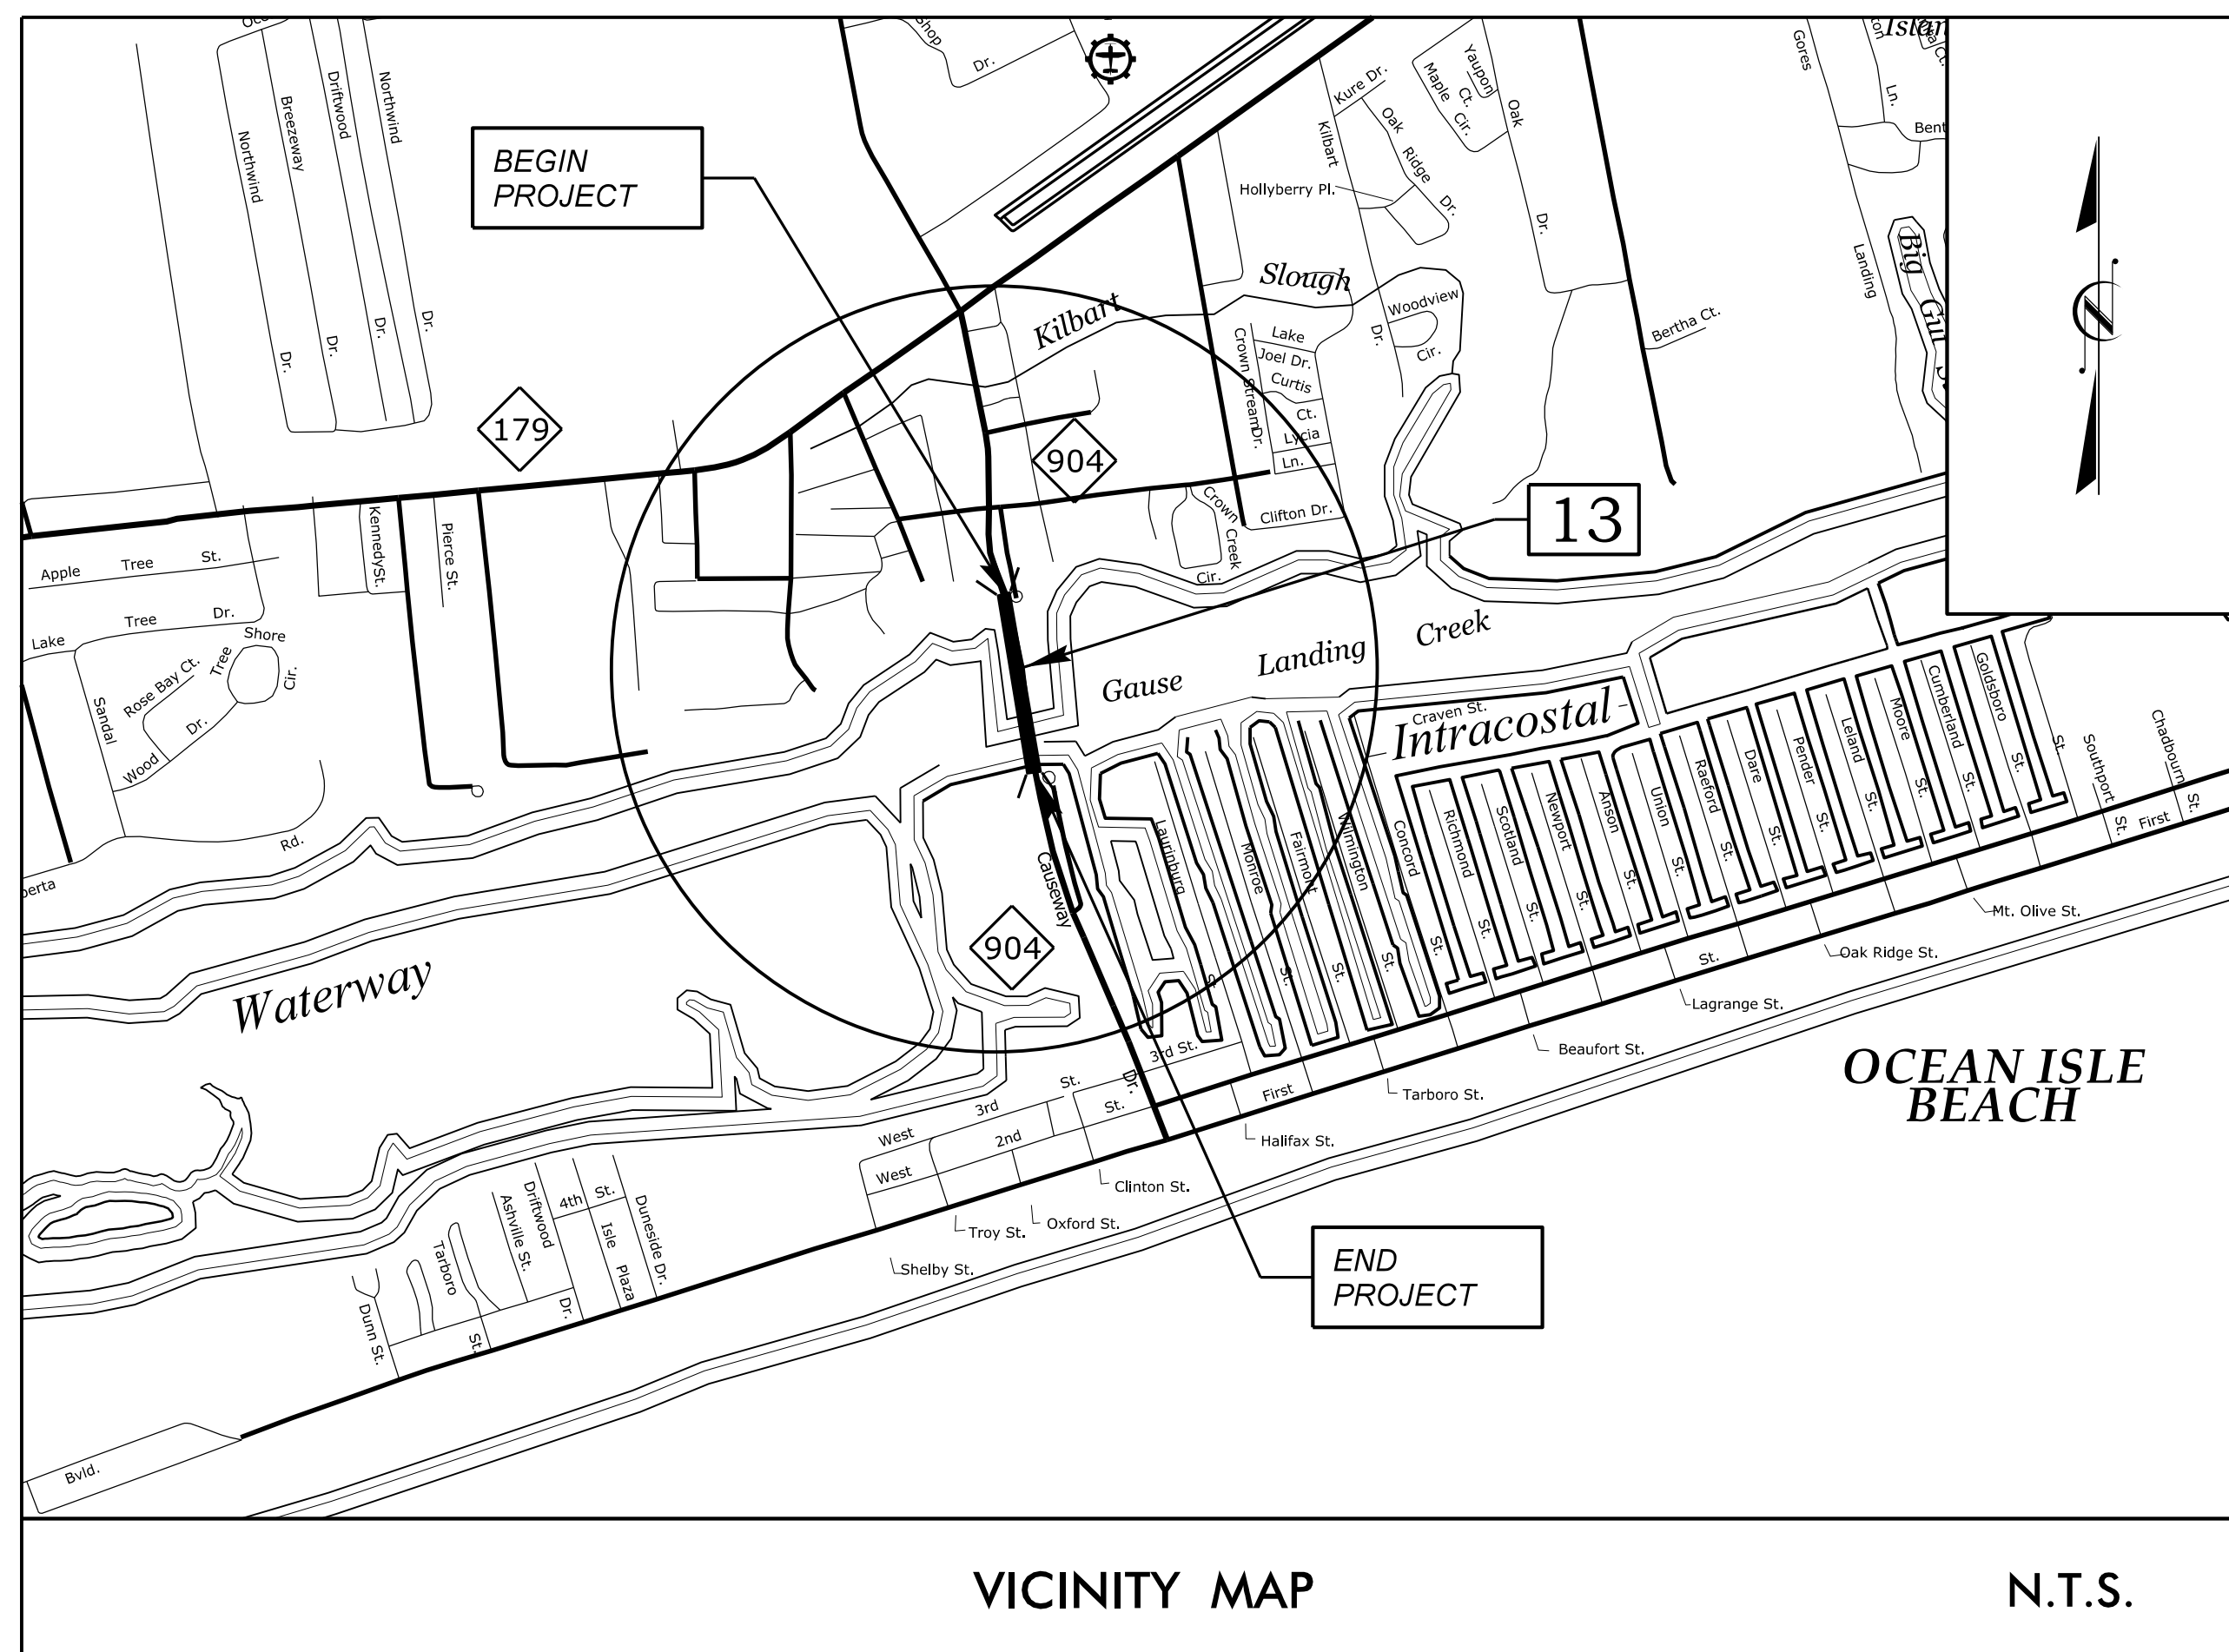 Shop
Dr.
Northwind
Dr.
Breezeway
Dr.
Driftwood
Dr.
Northwind
Dr.
BEGIN
PROJECT
Kure Dr.
Kilbart
Dr.
Oak
Ridge
Dr.
Hollyberry Pl.
Maple
Cir.
Yaupon
Ct.
Oak
Dr.
Gores
Landing
Ln.
Bent
Big
Gut
Bertha Ct.
Kilbart
Slough
Woodview
Cir.
Crown Stream Dr.
Lake
Joel Dr.
Curtis
Ct.
Lycia
Ln.
Clifton Dr.
Crown
Creek
Cir.
179
904
13
Kennedy St.
Pierce St.
Apple Tree St.
Lake Tree Dr.
Shore
Tree
Cir.
Rose Bay Ct.
Sandal
Wood
Dr.
Rd.
Gause Landing Creek
Craven St.
Intracostal
Waterway
Causeway
Dr.
904
Laurinburg
St.
Monroe
St.
Fairmont
St.
Wilmington
St.
Concord
St.
Richmond
St.
Scotland
St.
Newport
St.
Anson
St.
Union
St.
Raeford
St.
Dare
St.
Pender
St.
Leland
St.
Moore
St.
Cumberland
St.
Goldsboro
St.
St.
Southport
St.
Chadbourn
St.
First
St.
First
Mt. Olive St.
Oak Ridge St.
Lagrange St.
Beaufort St.
Tarboro St.
Halifax St.
Clinton St.
Oxford St.
Troy St.
Shelby St.
3rd St.
West 3rd St.
West 2nd St.
OCEAN ISLE
BEACH
Driftwood
Dr.
Ashville St.
4th St.
Isle Plaza
Duneside Dr.
Tarboro
St.
Dunn St.
Bvld.
END
PROJECT
VICINITY MAP
N.T.S.